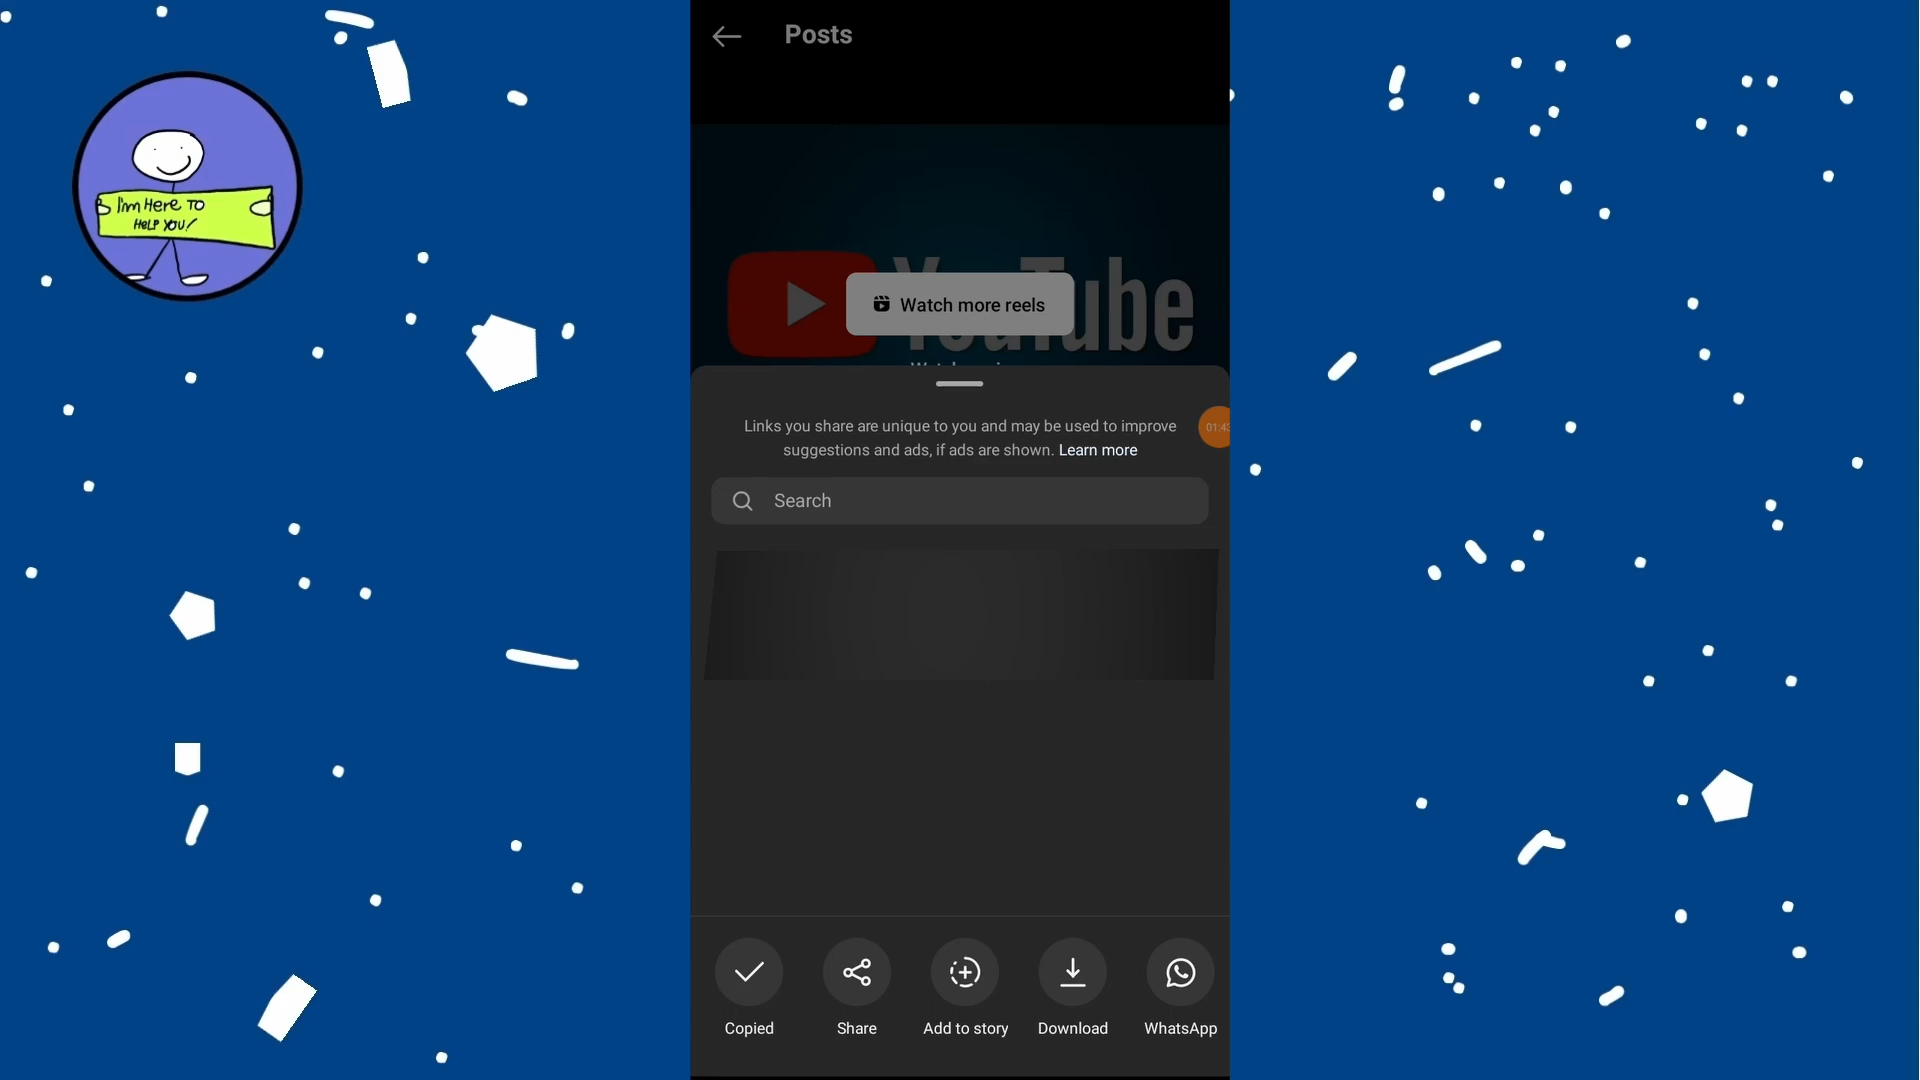 Posts
I'm HeRe TO
HeLP YOU!
YouTube
Watch more reels
Links you share are unique to you and may be used to improve
suggestions and ads, if ads are shown. Learn more
Search
Copied
Share
Add to story
Download
WhatsApp